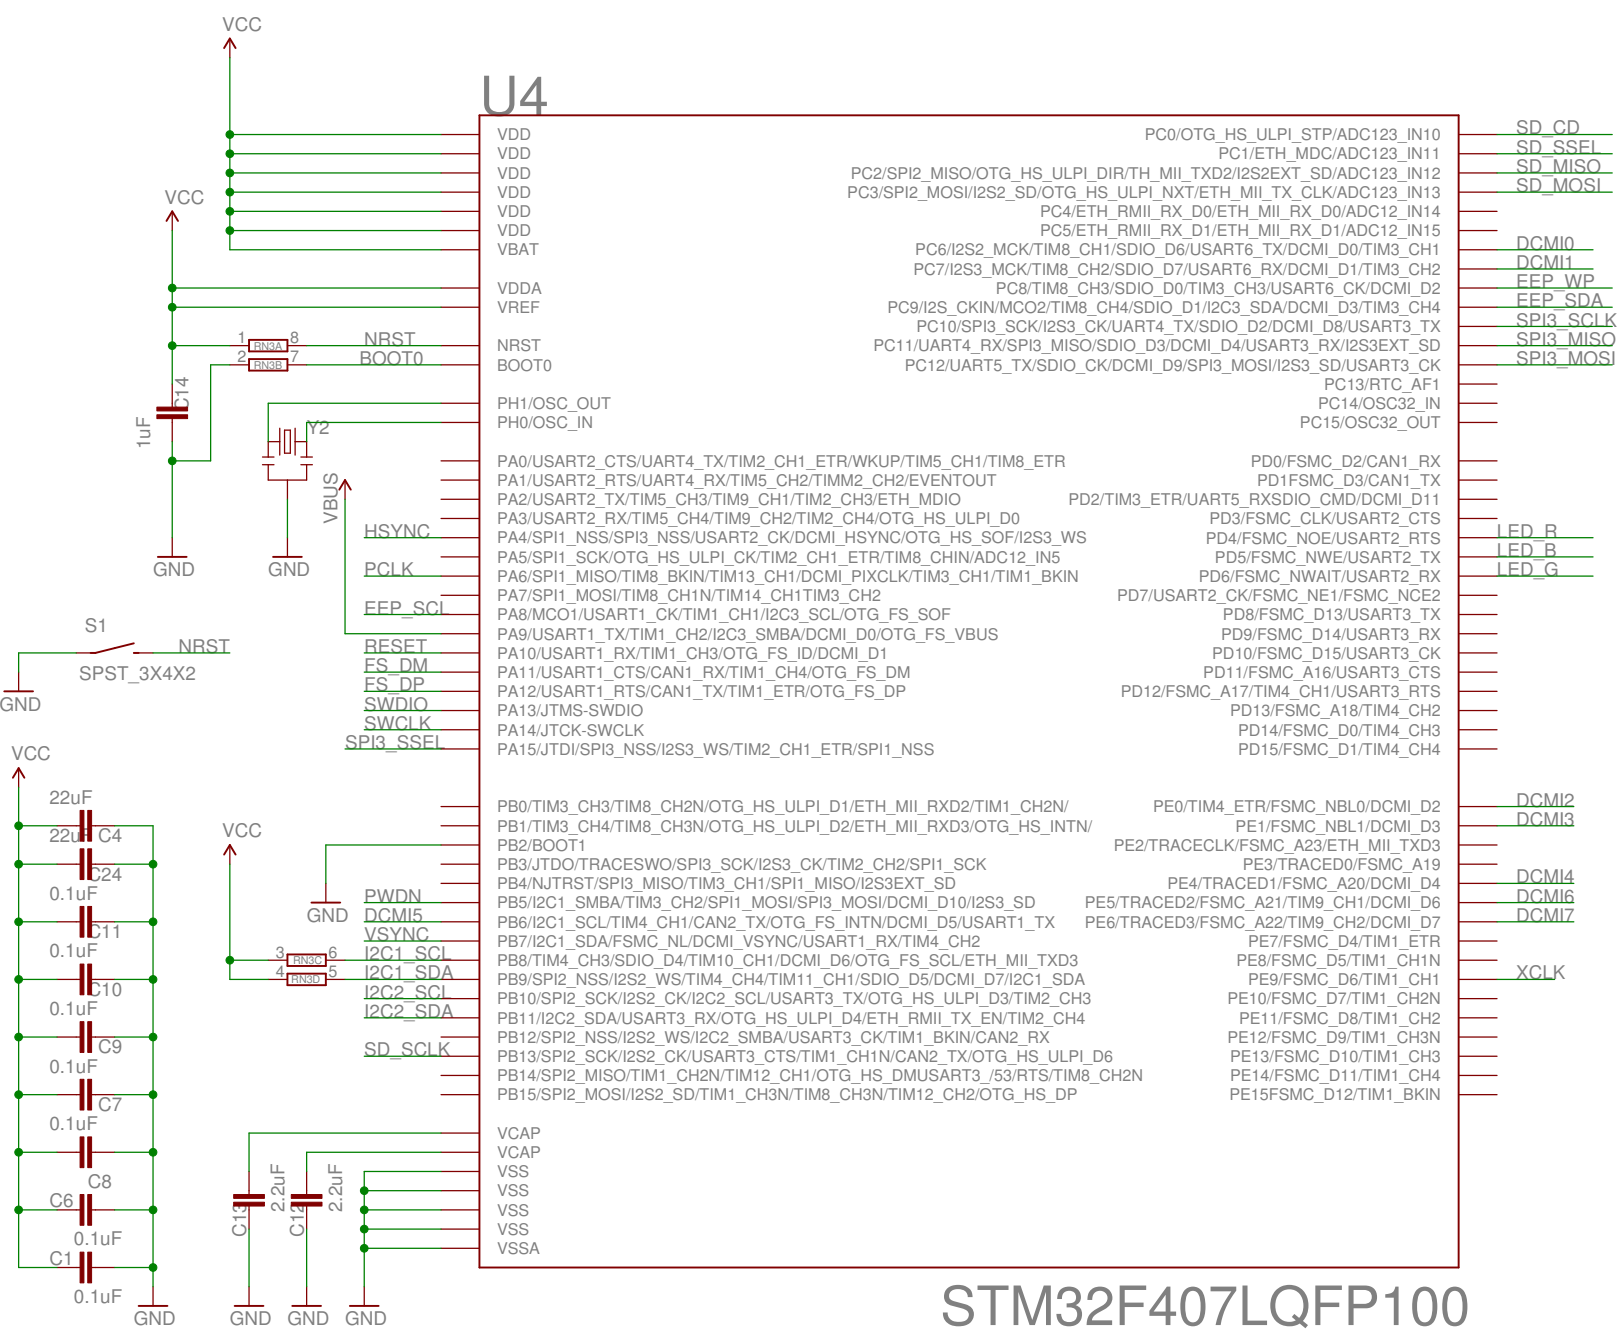 VCC
U4
VDD
VDD
VDD
VDD
VDD
VDD
VBAT
VCC
VDDA
VREF
1 RN3A 8 NRST
NRST
2 RN3B 7 BOOT0
BOOT0
C14
1uF
GND
PH1/OSC_OUT
PH0/OSC_IN
Y2
GND
VBUS
PA0/USART2_CTS/UART4_TX/TIM2_CH1_ETR/WKUP/TIM5_CH1/TIM8_ETR
PA1/USART2_RTS/UART4_RX/TIM5_CH2/TIMM2_CH2/EVENTOUT
PA2/USART2_TX/TIM5_CH3/TIM9_CH1/TIM2_CH3/ETH_MDIO
PA3/USART2_RX/TIM5_CH4/TIM9_CH2/TIM2_CH4/OTG_HS_ULPI_D0
HSYNC PA4/SPI1_NSS/SPI3_NSS/USART2_CK/DCMI_HSYNC/OTG_HS_SOF/I2S3_WS
PA5/SPI1_SCK/OTG_HS_ULPI_CK/TIM2_CH1_ETR/TIM8_CHIN/ADC12_IN5
PCLK PA6/SPI1_MISO/TIM8_BKIN/TIM13_CH1/DCMI_PIXCLK/TIM3_CH1/TIM1_BKIN
PA7/SPI1_MOSI/TIM8_CH1N/TIM14_CH1TIM3_CH2
EEP_SCL PA8/MCO1/USART1_CK/TIM1_CH1/I2C3_SCL/OTG_FS_SOF
PA9/USART1_TX/TIM1_CH2/I2C3_SMBA/DCMI_D0/OTG_FS_VBUS
RESET PA10/USART1_RX/TIM1_CH3/OTG_FS_ID/DCMI_D1
FS_DM PA11/USART1_CTS/CAN1_RX/TIM1_CH4/OTG_FS_DM
FS_DP PA12/USART1_RTS/CAN1_TX/TIM1_ETR/OTG_FS_DP
SWDIO PA13/JTMS-SWDIO
SWCLK PA14/JTCK-SWCLK
SPI3_SSEL PA15/JTDI/SPI3_NSS/I2S3_WS/TIM2_CH1_ETR/SPI1_NSS
S1
NRST
SPST_3X4X2
GND
VCC
22uF
C4
22uF
C24
0.1uF
C11
0.1uF
C10
0.1uF
C9
0.1uF
C7
0.1uF
C8
C6
0.1uF
C1
0.1uF
GND
PB0/TIM3_CH3/TIM8_CH2N/OTG_HS_ULPI_D1/ETH_MII_RXD2/TIM1_CH2N/
PB1/TIM3_CH4/TIM8_CH3N/OTG_HS_ULPI_D2/ETH_MII_RXD3/OTG_HS_INTN/
VCC
PB2/BOOT1
GND
PB3/JTDO/TRACESWO/SPI3_SCK/I2S3_CK/TIM2_CH2/SPI1_SCK
PB4/NJTRST/SPI3_MISO/TIM3_CH1/SPI1_MISO/I2S3EXT_SD
PWDN PB5/I2C1_SMBA/TIM3_CH2/SPI1_MOSI/SPI3_MOSI/DCMI_D10/I2S3_SD
DCMI5 PB6/I2C1_SCL/TIM4_CH1/CAN2_TX/OTG_FS_INTN/DCMI_D5/USART1_TX
VSYNC PB7/I2C1_SDA/FSMC_NL/DCMI_VSYNC/USART1_RX/TIM4_CH2
3 RN3C 6 I2C1_SCL PB8/TIM4_CH3/SDIO_D4/TIM10_CH1/DCMI_D6/OTG_FS_SCL/ETH_MII_TXD3
4 RN3D 5 I2C1_SDA PB9/SPI2_NSS/I2S2_WS/TIM4_CH4/TIM11_CH1/SDIO_D5/DCMI_D7/I2C1_SDA
I2C2_SCL PB10/SPI2_SCK/I2S2_CK/I2C2_SCL/USART3_TX/OTG_HS_ULPI_D3/TIM2_CH3
I2C2_SDA PB11/I2C2_SDA/USART3_RX/OTG_HS_ULPI_D4/ETH_RMII_TX_EN/TIM2_CH4
PB12/SPI2_NSS/I2S2_WS/I2C2_SMBA/USART3_CK/TIM1_BKIN/CAN2_RX
SD_SCLK PB13/SPI2_SCK/I2S2_CK/USART3_CTS/TIM1_CH1N/CAN2_TX/OTG_HS_ULPI_D6
PB14/SPI2_MISO/TIM1_CH2N/TIM12_CH1/OTG_HS_DMUSART3_/53/RTS/TIM8_CH2N
PB15/SPI2_MOSI/I2S2_SD/TIM1_CH3N/TIM8_CH3N/TIM12_CH2/OTG_HS_DP
VCAP
VCAP
VSS
VSS
VSS
VSS
VSSA
C13
2.2uF
C12
2.2uF
GND
GND
GND
PC0/OTG_HS_ULPI_STP/ADC123_IN10 SD_CD
PC1/ETH_MDC/ADC123_IN11 SD_SSEL
PC2/SPI2_MISO/OTG_HS_ULPI_DIR/TH_MII_TXD2/I2S2EXT_SD/ADC123_IN12 SD_MISO
PC3/SPI2_MOSI/I2S2_SD/OTG_HS_ULPI_NXT/ETH_MII_TX_CLK/ADC123_IN13 SD_MOSI
PC4/ETH_RMII_RX_D0/ETH_MII_RX_D0/ADC12_IN14
PC5/ETH_RMII_RX_D1/ETH_MII_RX_D1/ADC12_IN15
PC6/I2S2_MCK/TIM8_CH1/SDIO_D6/USART6_TX/DCMI_D0/TIM3_CH1 DCMI0
PC7/I2S3_MCK/TIM8_CH2/SDIO_D7/USART6_RX/DCMI_D1/TIM3_CH2 DCMI1
PC8/TIM8_CH3/SDIO_D0/TIM3_CH3/USART6_CK/DCMI_D2 EEP_WP
PC9/I2S_CKIN/MCO2/TIM8_CH4/SDIO_D1/I2C3_SDA/DCMI_D3/TIM3_CH4 EEP_SDA
PC10/SPI3_SCK/I2S3_CK/UART4_TX/SDIO_D2/DCMI_D8/USART3_TX SPI3_SCLK
PC11/UART4_RX/SPI3_MISO/SDIO_D3/DCMI_D4/USART3_RX/I2S3EXT_SD SPI3_MISO
PC12/UART5_TX/SDIO_CK/DCMI_D9/SPI3_MOSI/I2S3_SD/USART3_CK SPI3_MOSI
PC13/RTC_AF1
PC14/OSC32_IN
PC15/OSC32_OUT
PD0/FSMC_D2/CAN1_RX
PD1FSMC_D3/CAN1_TX
PD2/TIM3_ETR/UART5_RXSDIO_CMD/DCMI_D11
PD3/FSMC_CLK/USART2_CTS
PD4/FSMC_NOE/USART2_RTS LED_R
PD5/FSMC_NWE/USART2_TX LED_B
PD6/FSMC_NWAIT/USART2_RX LED_G
PD7/USART2_CK/FSMC_NE1/FSMC_NCE2
PD8/FSMC_D13/USART3_TX
PD9/FSMC_D14/USART3_RX
PD10/FSMC_D15/USART3_CK
PD11/FSMC_A16/USART3_CTS
PD12/FSMC_A17/TIM4_CH1/USART3_RTS
PD13/FSMC_A18/TIM4_CH2
PD14/FSMC_D0/TIM4_CH3
PD15/FSMC_D1/TIM4_CH4
PE0/TIM4_ETR/FSMC_NBL0/DCMI_D2 DCMI2
PE1/FSMC_NBL1/DCMI_D3 DCMI3
PE2/TRACECLK/FSMC_A23/ETH_MII_TXD3
PE3/TRACED0/FSMC_A19
PE4/TRACED1/FSMC_A20/DCMI_D4 DCMI4
PE5/TRACED2/FSMC_A21/TIM9_CH1/DCMI_D6 DCMI6
PE6/TRACED3/FSMC_A22/TIM9_CH2/DCMI_D7 DCMI7
PE7/FSMC_D4/TIM1_ETR
PE8/FSMC_D5/TIM1_CH1N
PE9/FSMC_D6/TIM1_CH1 XCLK
PE10/FSMC_D7/TIM1_CH2N
PE11/FSMC_D8/TIM1_CH2
PE12/FSMC_D9/TIM1_CH3N
PE13/FSMC_D10/TIM1_CH3
PE14/FSMC_D11/TIM1_CH4
PE15FSMC_D12/TIM1_BKIN
STM32F407LQFP100